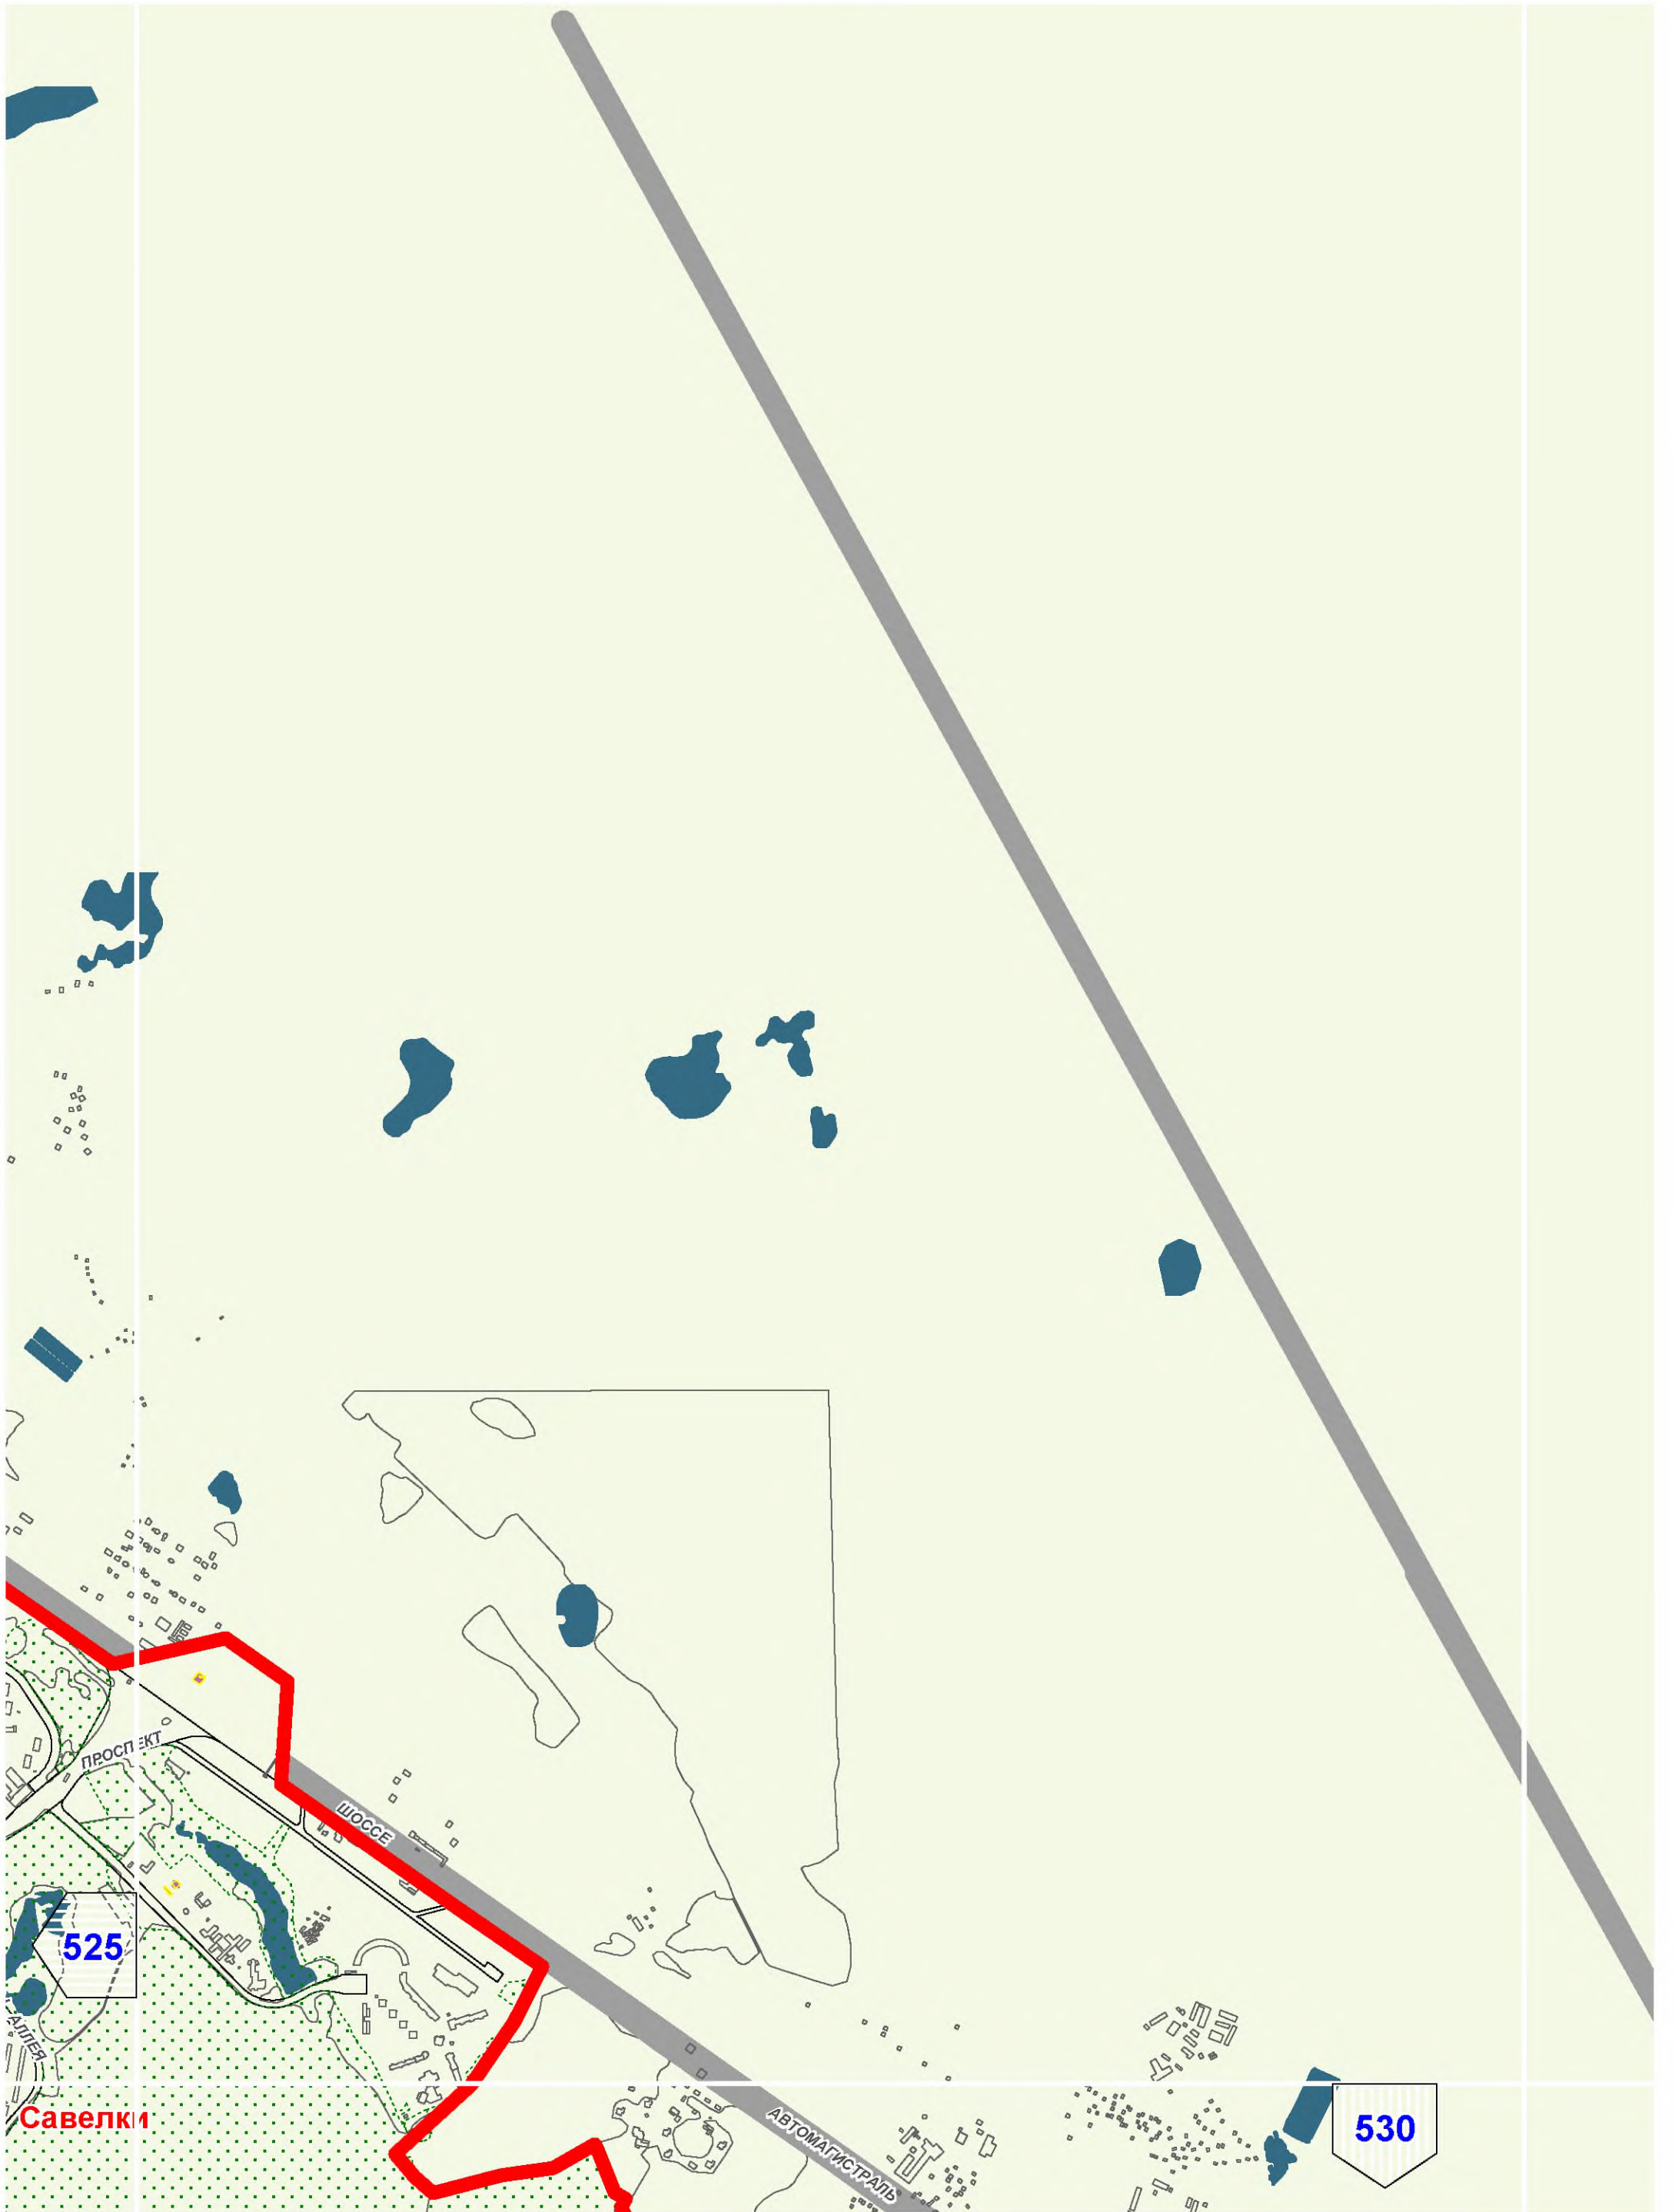 ПРОСПЕКТ
ШОССЕ
525
АЛЛЕЯ
Савелки
АВТОМАГИСТРАЛЬ
530